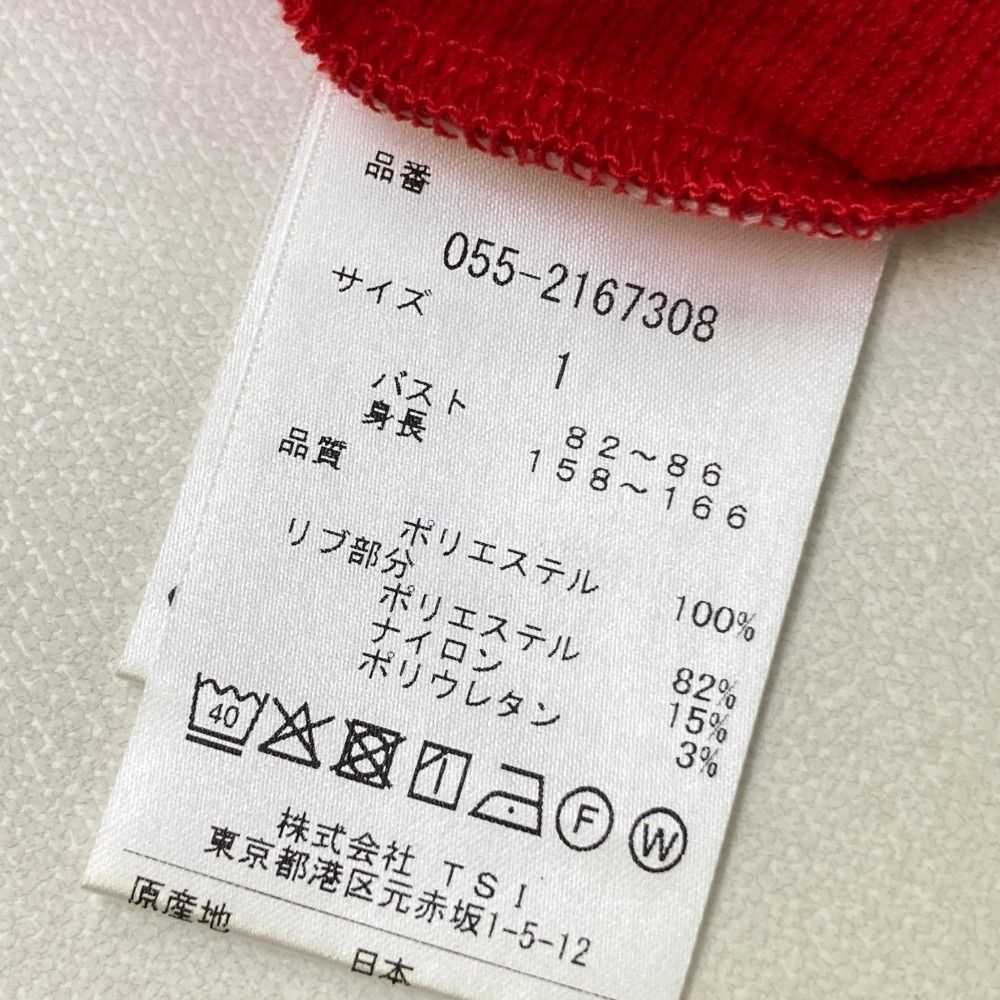 品番
055-2167308
サイズ
1
バスト 82～86
身長 158～166
品質
ポリエステル 100%
リブ部分
ポリエステル 82%
ナイロン 15%
ポリウレタン 3%
40 F W
株式会社 TSI
東京都港区元赤坂1-5-12
原産地
日本